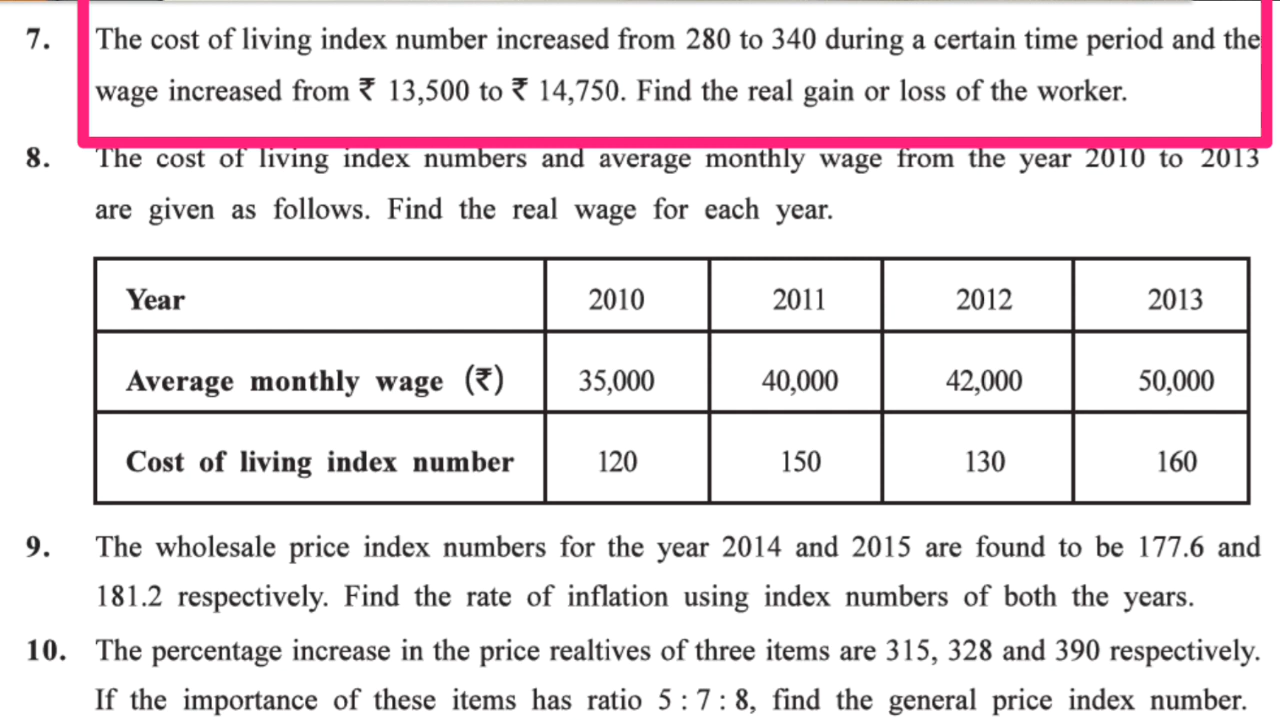 7. The cost of living index number increased from 280 to 340 during a certain time period and the
wage increased from ₹ 13,500 to ₹ 14,750. Find the real gain or loss of the worker.
8. The cost of living index numbers and average monthly wage from the year 2010 to 2013
are given as follows. Find the real wage for each year.
Year 2010 2011 2012 2013
Average monthly wage (₹) 35,000 40,000 42,000 50,000
Cost of living index number 120 150 130 160
9. The wholesale price index numbers for the year 2014 and 2015 are found to be 177.6 and
181.2 respectively. Find the rate of inflation using index numbers of both the years.
10. The percentage increase in the price realtives of three items are 315, 328 and 390 respectively.
If the importance of these items has ratio 5 : 7 : 8, find the general price index number.